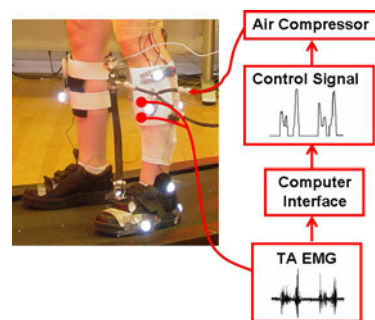 Air Compressor
Control Signal
Computer
Interface
TA EMG